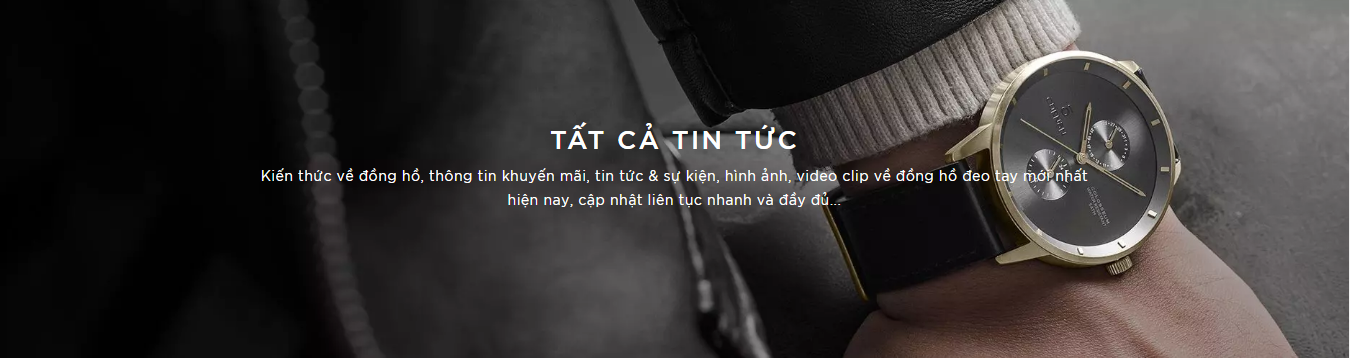 TẤT CẢ TIN TỨC
Kiến thức về đồng hồ, thông tin khuyến mãi, tin tức & sự kiện, hình ảnh, video clip về đồng hồ đeo tay mới nhất
hiện nay, cập nhật liên tục nhanh và đầy đủ...